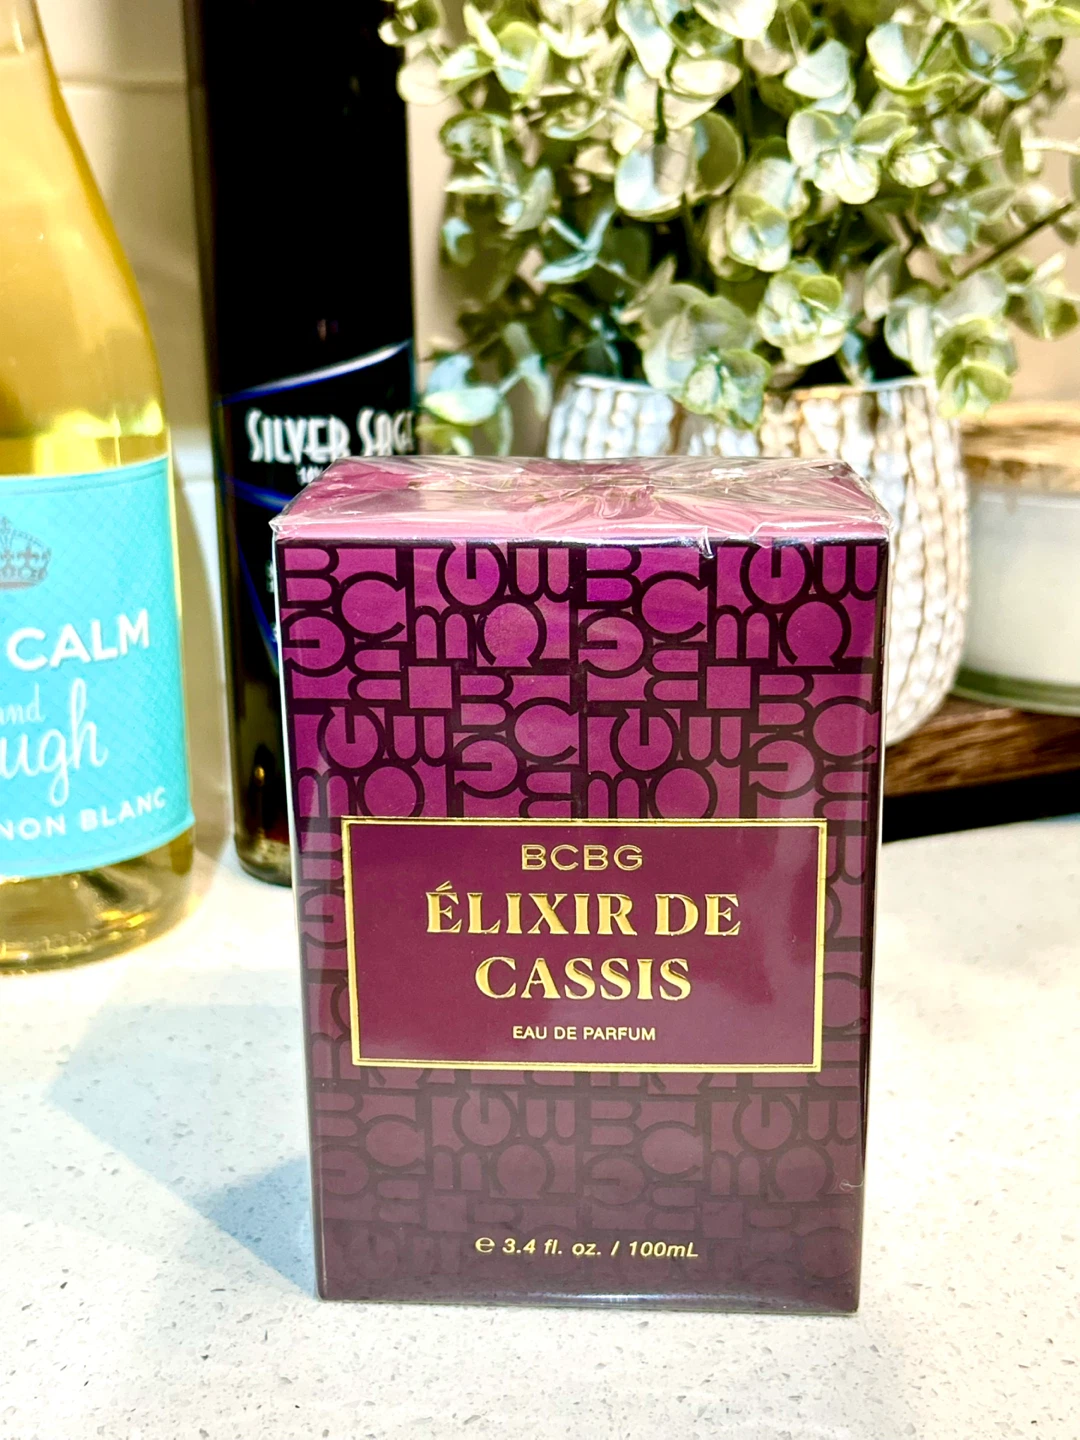 SILVER SAGE
CALM
and
ugh
NON BLANC
BCBG
ÉLIXIR DE
CASSIS
EAU DE PARFUM
℮ 3.4 fl. oz. / 100mL